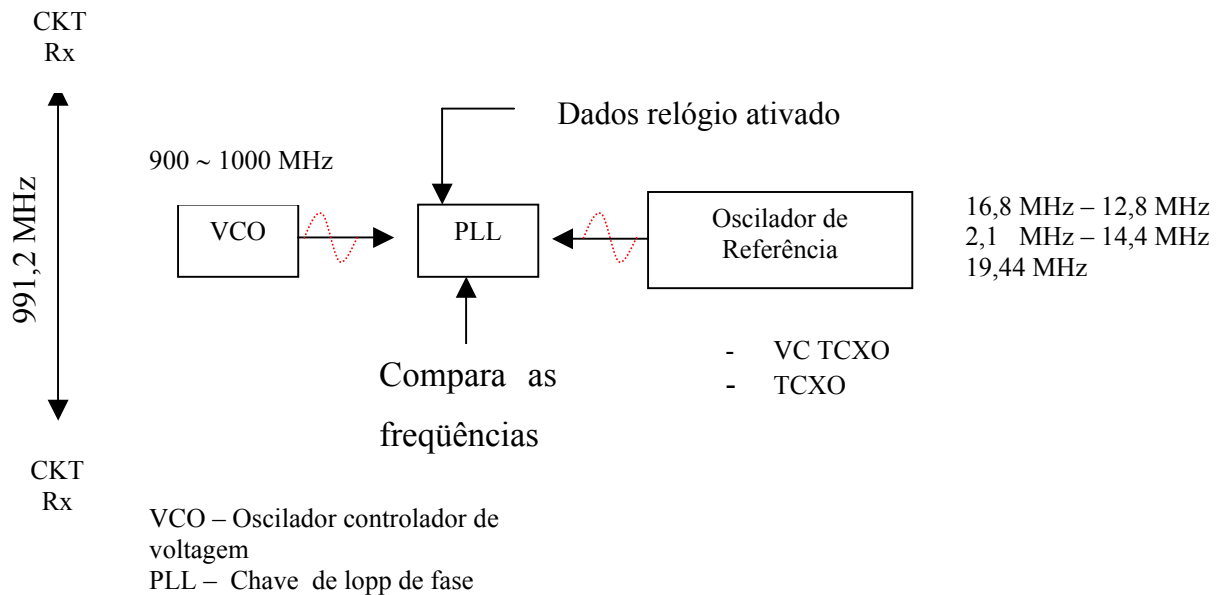 CKT
Rx
991,2 MHz
CKT
Rx
Dados relógio ativado
900 ~ 1000 MHz
VCO
PLL
Oscilador de
Referência
16,8 MHz – 12,8 MHz
2,1 MHz – 14,4 MHz
19,44 MHz
Compara as
freqüências
- VC TCXO
- TCXO
VCO – Oscilador controlador de
voltagem
PLL – Chave de lopp de fase